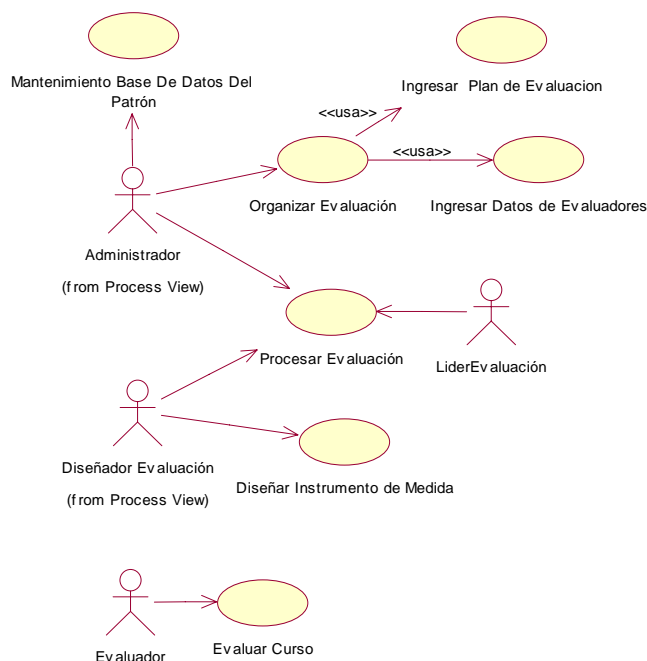 Mantenimiento Base De Datos Del
Patrón
Ingresar Plan de Evaluacion
<<usa>>
<<usa>>
Organizar Evaluación
Ingresar Datos de Evaluadores
Administrador
(from Process View)
Procesar Evaluación
LiderEvaluación
Diseñador Evaluación
(from Process View)
Diseñar Instrumento de Medida
Evaluador
Evaluar Curso